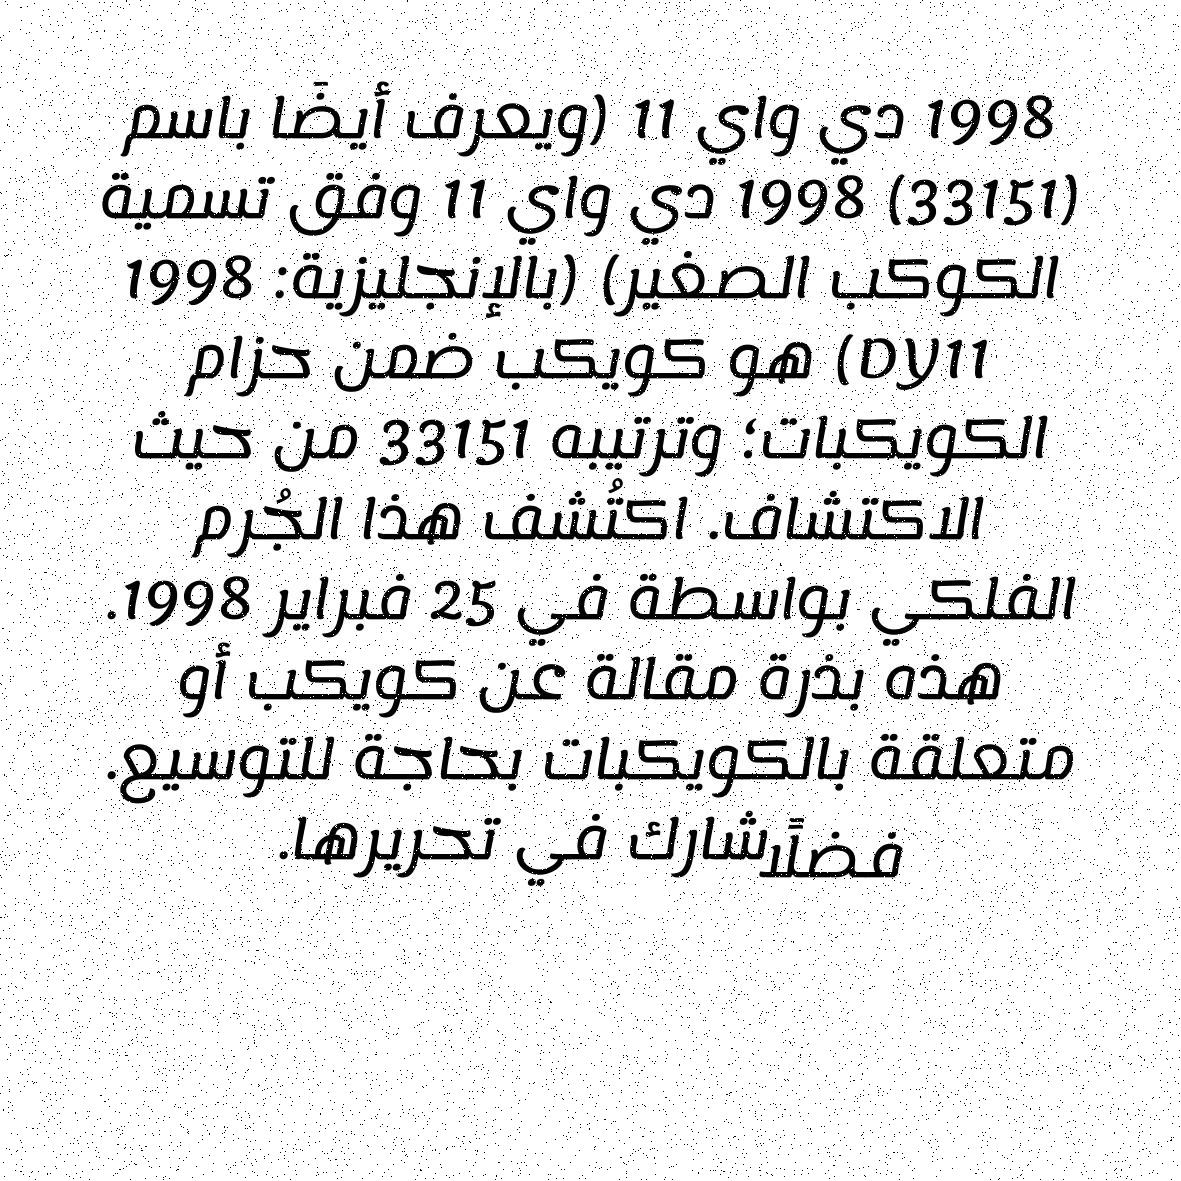 1998 دي واي 11 (ويعرف أيضًا باسم
(33151) 1998 دي واي 11 وفق تسمية
الكوكب الصغير) (بالإنجليزية: 1998
DY11) هو كويكب ضمن حزام
الكويكبات؛ وترتيبه 33151 من حيث
الاكتشاف. اكتُشف هذا الجُرم
الفلكي بواسطة في 25 فبراير 1998.
هذه بذرة مقالة عن كويكب أو
متعلقة بالكويكبات بحاجة للتوسيع.
فضلًا شارك في تحريرها.